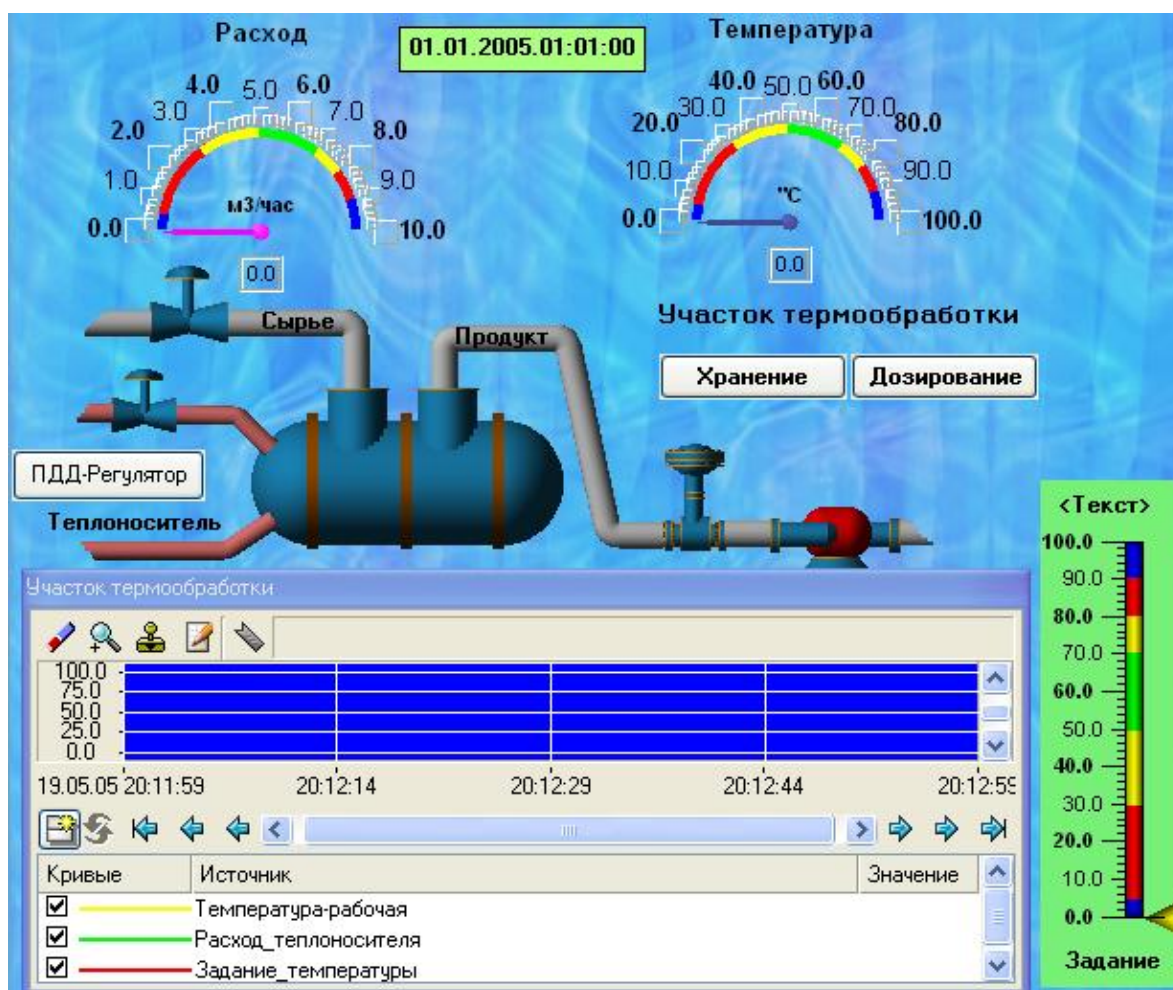 Расход
01.01.2005.01:01:00
Температура
4.0 5.0 6.0
3.0 7.0
2.0 8.0
1.0 9.0
0.0 10.0
м3/час
0.0
40.0 50.0 60.0
30.0 70.0
20.0 80.0
10.0 90.0
0.0 100.0
"С
0.0
Сырье
Продукт
Участок термообработки
Хранение
Дозирование
ПДД-Регулятор
Теплоноситель
Участок термообработки
100.0
75.0
50.0
25.0
0.0
19.05.05 20:11:59 20:12:14 20:12:29 20:12:44 20:12:59
Кривые Источник Значение
Температура-рабочая
Расход_теплоносителя
Задание_температуры
<Текст>
100.0
90.0
80.0
70.0
60.0
50.0
40.0
30.0
20.0
10.0
0.0
Задание